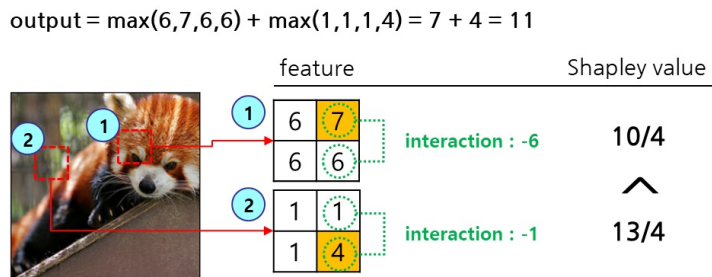 output = max(6,7,6,6) + max(1,1,1,4) = 7 + 4 = 11
feature Shapley value
1
2
1
6 7
6 6
interaction : -6
10/4
^
2
1 1
1 4
interaction : -1
13/4